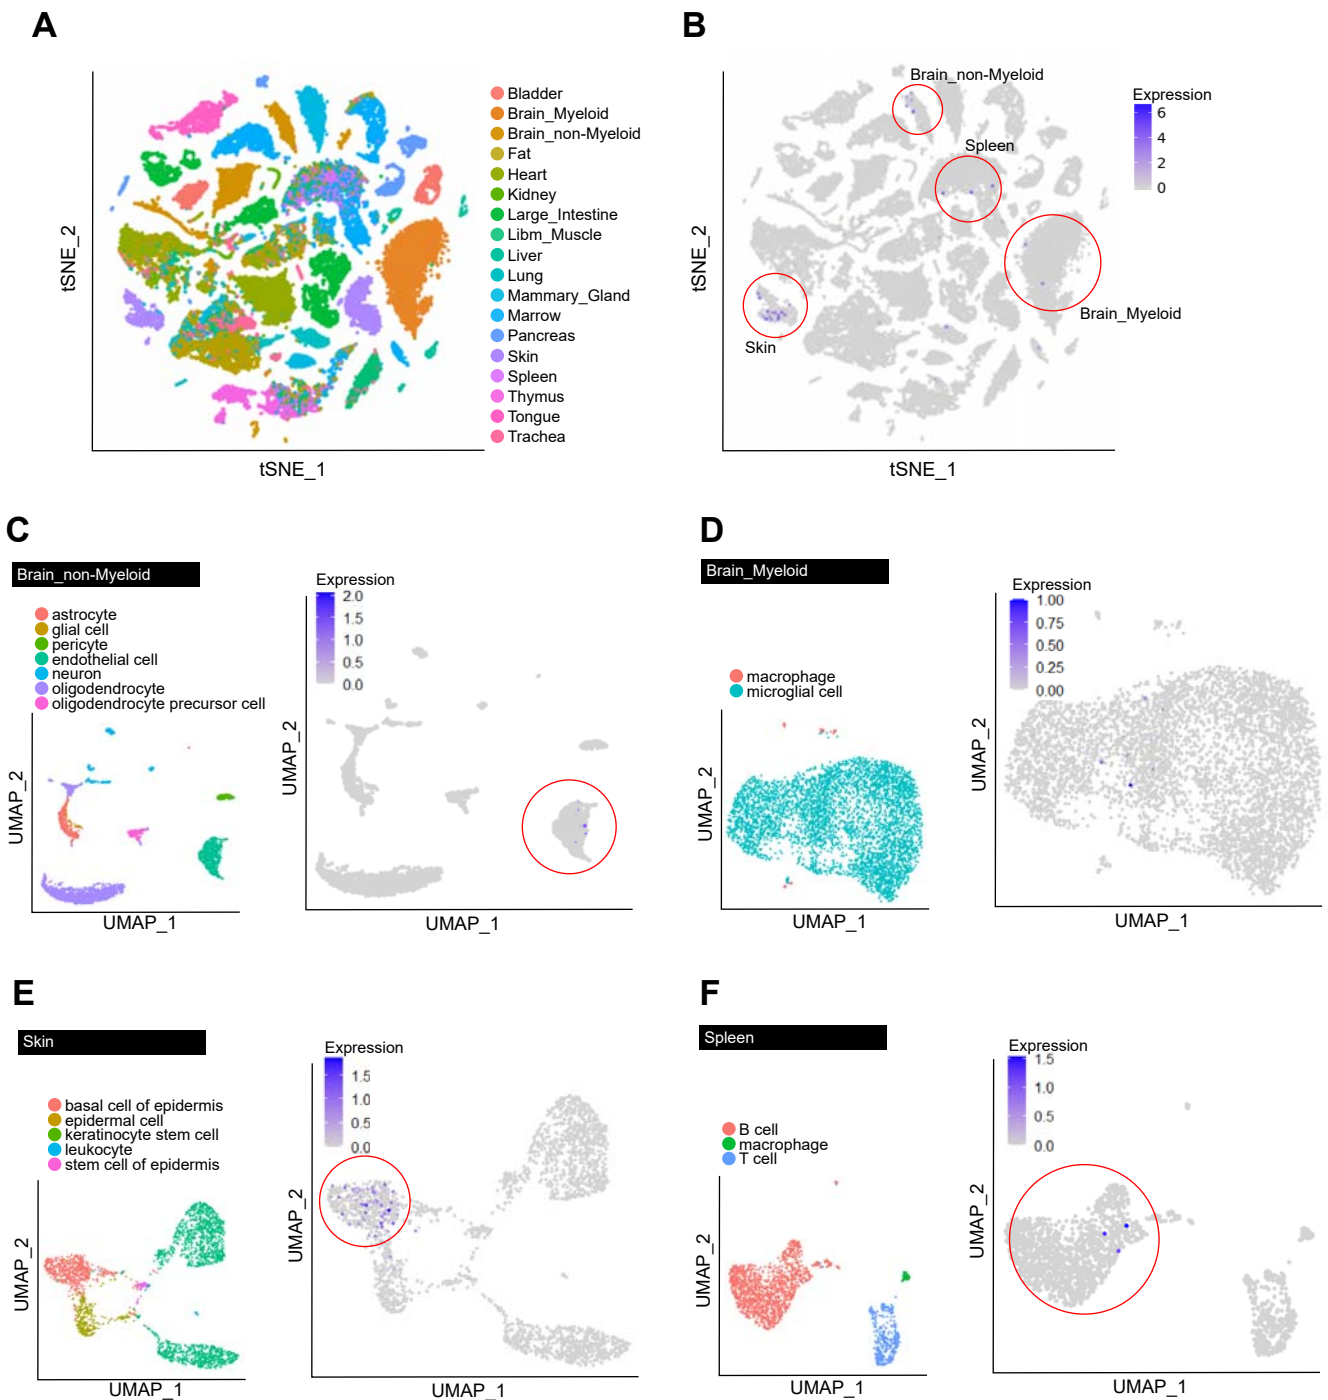 A
tSNE_2
tSNE_1
Bladder
Brain_Myeloid
Brain_non-Myeloid
Fat
Heart
Kidney
Large_Intestine
Libm_Muscle
Liver
Lung
Mammary_Gland
Marrow
Pancreas
Skin
Spleen
Thymus
Tongue
Trachea
B
Brain_non-Myeloid
Spleen
Brain_Myeloid
Skin
tSNE_2
tSNE_1
Expression
6
4
2
0
C
Brain_non-Myeloid
astrocyte
glial cell
pericyte
endothelial cell
neuron
oligodendrocyte
oligodendrocyte precursor cell
UMAP_2
UMAP_1
Expression
2.0
1.5
1.0
0.5
0.0
UMAP_2
UMAP_1
D
Brain_Myeloid
macrophage
microglial cell
UMAP_2
UMAP_1
Expression
1.00
0.75
0.50
0.25
0.00
UMAP_2
UMAP_1
E
Skin
basal cell of epidermis
epidermal cell
keratinocyte stem cell
leukocyte
stem cell of epidermis
UMAP_2
UMAP_1
Expression
1.5
1.0
0.5
0.0
UMAP_2
UMAP_1
F
Spleen
B cell
macrophage
T cell
UMAP_2
UMAP_1
Expression
1.5
1.0
0.5
0.0
UMAP_2
UMAP_1